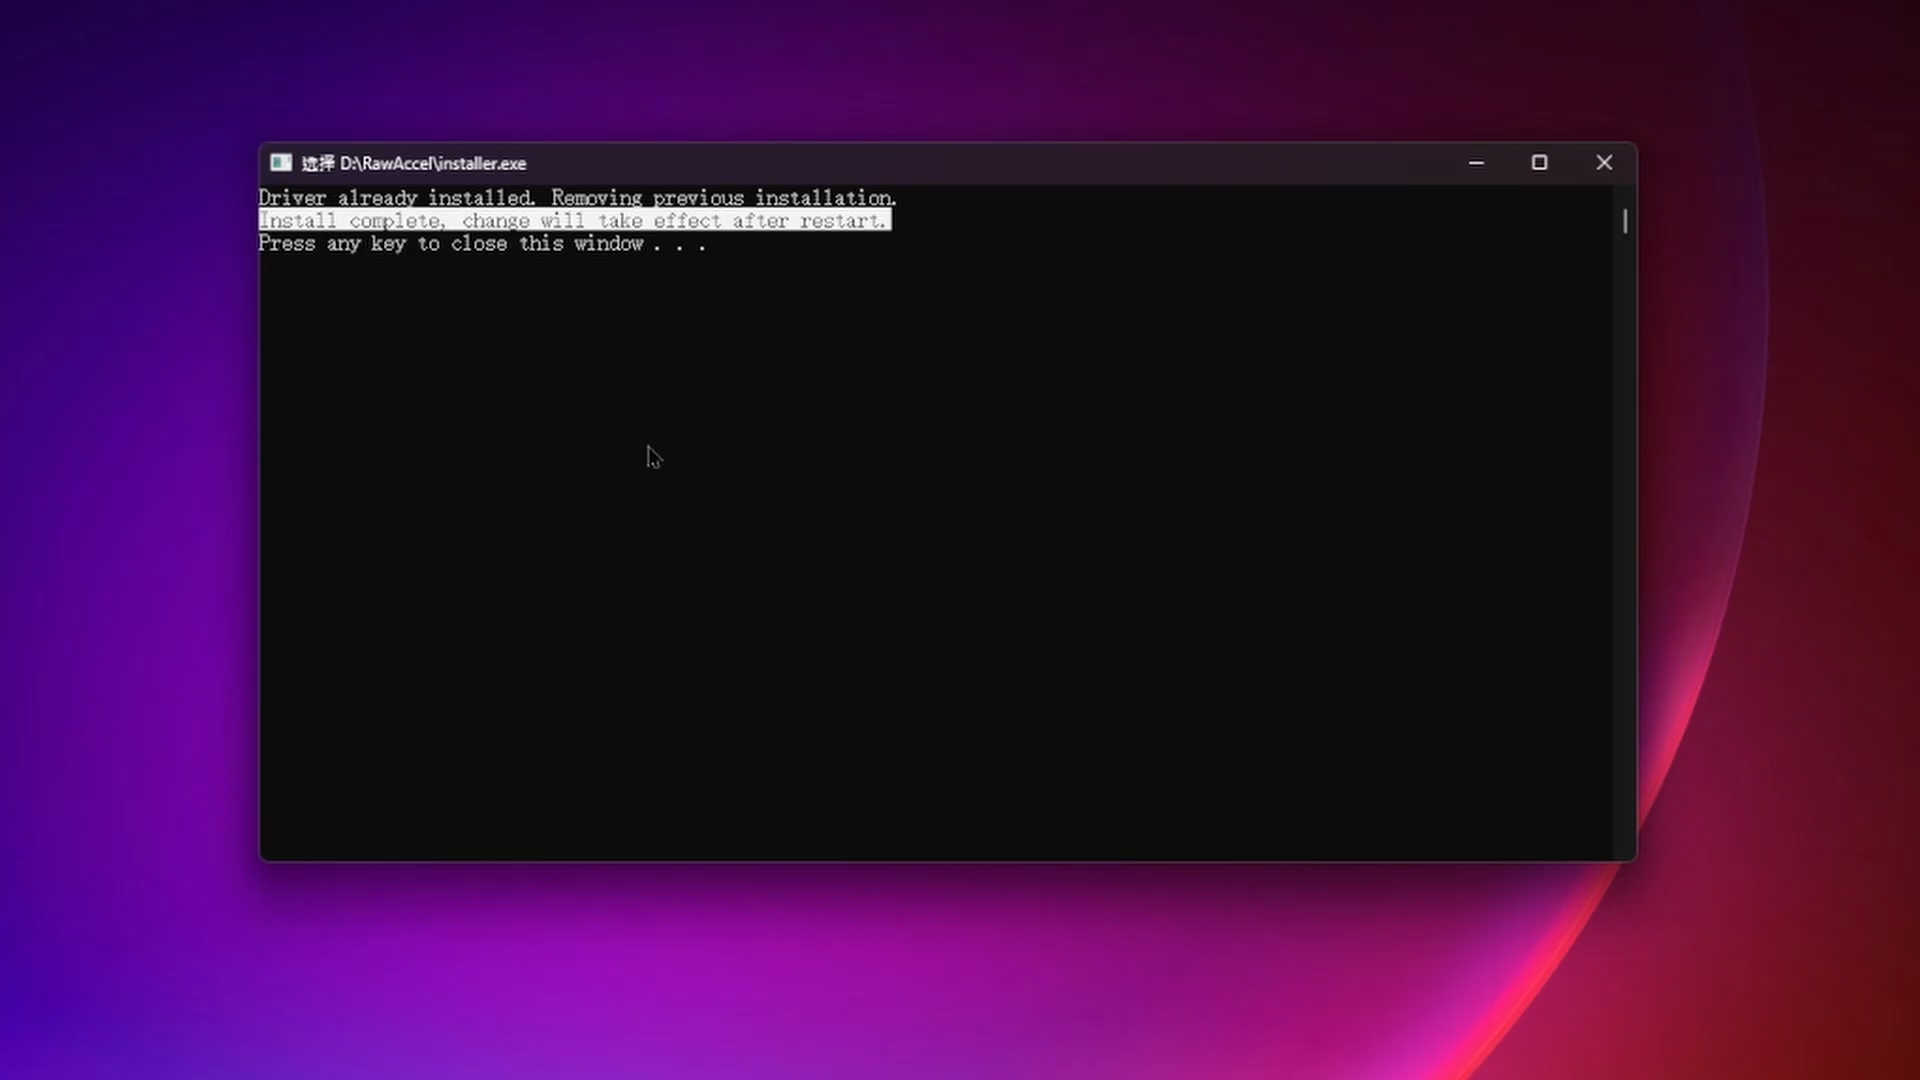 选择 D:\RawAccel\installer.exe
Driver already installed. Removing previous installation.
Install complete, change will take effect after restart.
Press any key to close this window . . .